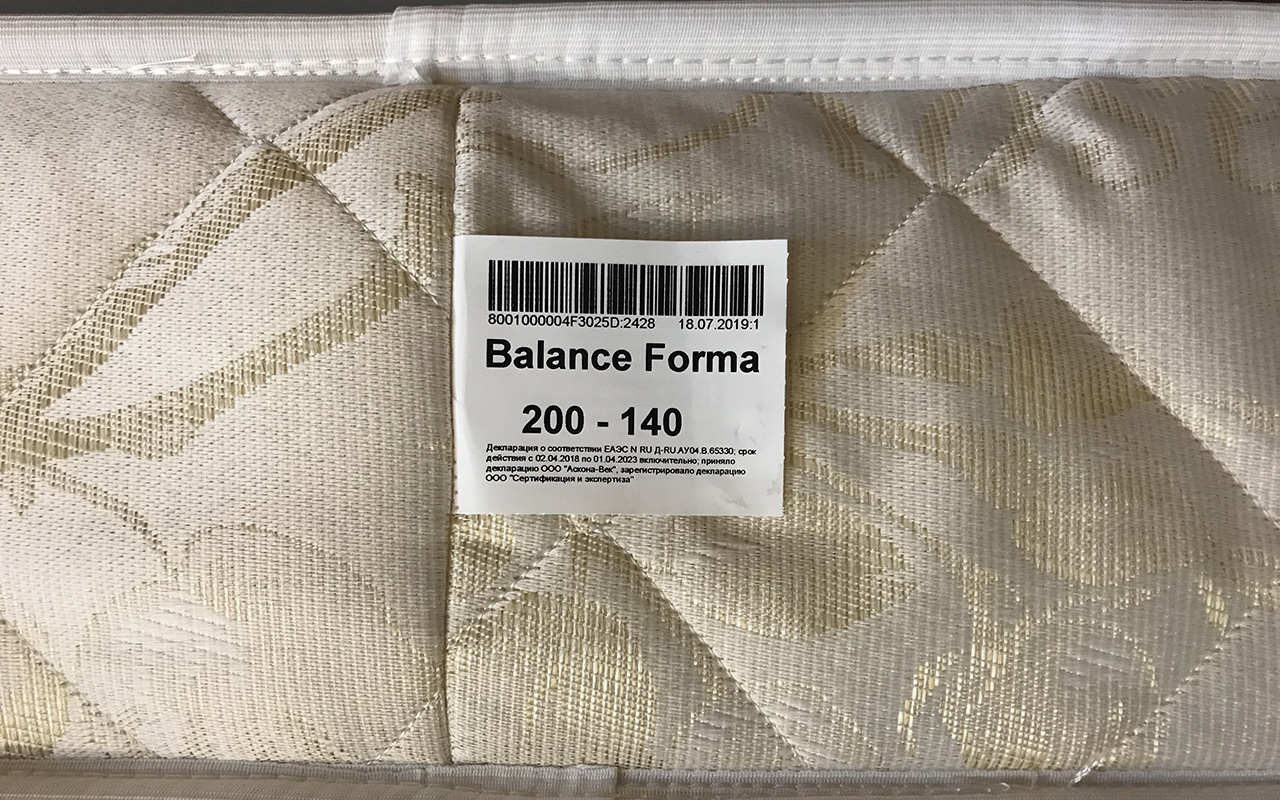 8001000004F3025D:2428 18.07.2019:1
Balance Forma
200 - 140
Декларация о соответствии ЕАЭС N RU Д-RU.АУ04.В.65330; срок
действия с 02.04.2018 по 01.04.2023 включительно; приняло
декларацию ООО "Аскона-Век", зарегистрировало декларацию
ООО "Сертификация и экспертиза"